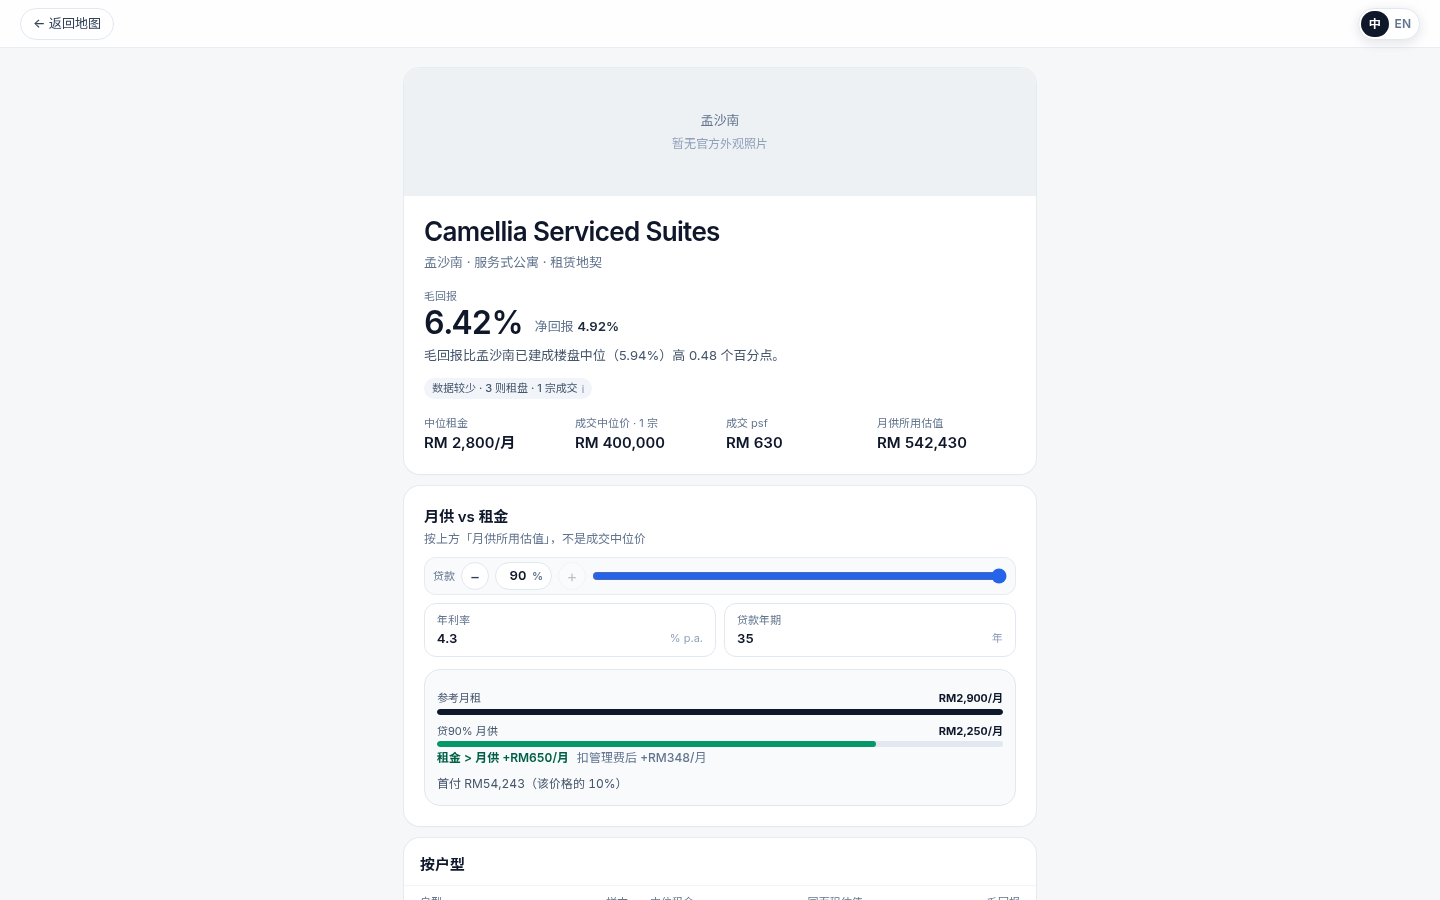 ← 返回地图
中 EN
孟沙南
暂无官方外观照片
Camellia Serviced Suites
孟沙南 · 服务式公寓 · 租赁地契
毛回报
6.42% 净回报 4.92%
毛回报比孟沙南已建成楼盘中位（5.94%）高 0.48 个百分点。
数据较少 · 3 则租盘 · 1 宗成交 i
中位租金 成交中位价 · 1 宗 成交 psf 月供所用估值
RM 2,800/月 RM 400,000 RM 630 RM 542,430
月供 vs 租金
按上方「月供所用估值」，不是成交中位价
贷款 − 90 % +
年利率 贷款年期
4.3 % p.a. 35 年
参考月租 RM2,900/月
贷90% 月供 RM2,250/月
租金 > 月供 +RM650/月 扣管理费后 +RM348/月
首付 RM54,243（该价格的 10%）
按户型